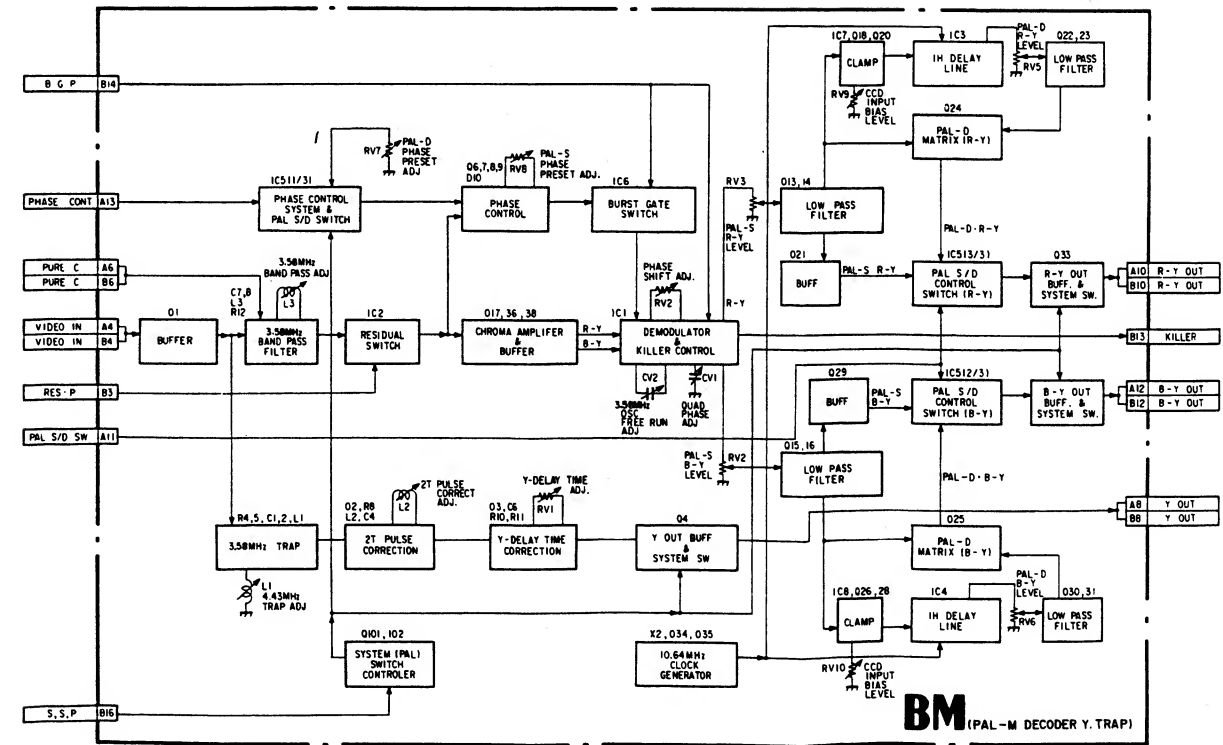 B G P B14
PHASE CONT A13
PURE C A6
PURE C B6
VIDEO IN A4
VIDEO IN B4
RES·P B3
PAL S/D SW A11
S,S,P B16
RV7
PAL-D
PHASE
PRESET
ADJ
IC511/31
PHASE CONTROL
SYSTEM &
PAL S/D SWITCH
Q6,7,8,9
D10
RV8
PAL-S
PHASE
PRESET ADJ.
PHASE
CONTROL
IC6
BURST GATE
SWITCH
3.58MHz
BAND PASS ADJ
C7,8
L3
R12
L3
Q1
BUFFER
3.58MHz
BAND PASS
FILTER
IC2
RESIDUAL
SWITCH
Q17,36,38
CHROMA AMPLIFER
&
BUFFER
R-Y
B-Y
PHASE
SHIFT ADJ.
RV2
IC1
DEMODULATOR
&
KILLER CONTROL
CV2
3.58MHz
OSC
FREE RUN
ADJ
CV1
QUAD
PHASE ADJ
R-Y
RV3
PAL-S
R-Y
LEVEL
PAL-S
B-Y
LEVEL
RV2
R4,5,C1,2,L1
3.58MHz TRAP
L1
4.43MHz
TRAP ADJ
2T PULSE
CORRECT
ADJ.
L2
Q2,R8
L2,C4
2T PULSE
CORRECTION
Y-DELAY TIME
ADJ.
RV1
Q3,C6
R10,R11
Y-DELAY TIME
CORRECTION
Q4
Y OUT BUFF
&
SYSTEM SW
Q101,102
SYSTEM (PAL)
SWITCH
CONTROLER
X2,Q34,Q35
10.64MHz
CLOCK
GENERATOR
IC7,Q18,Q20
CLAMP
RV9
CCD
INPUT
BIAS
LEVEL
IC3
1H DELAY
LINE
PAL-D
R-Y
LEVEL
RV5
Q22,23
LOW PASS
FILTER
Q24
PAL-D
MATRIX (R-Y)
Q13,14
LOW PASS
FILTER
PAL-D·R-Y
Q21
BUFF
PAL-S R-Y
IC513/31
PAL S/D
CONTROL
SWITCH (R-Y)
Q33
R-Y OUT
BUFF. &
SYSTEM SW.
A10 R-Y OUT
B10 R-Y OUT
B13 KILLER
Q29
BUFF
PAL-S
B-Y
IC512/31
PAL S/D
CONTROL
SWITCH (B-Y)
B-Y OUT
BUFF. &
SYSTEM SW.
A12 B-Y OUT
B12 B-Y OUT
Q15,16
LOW PASS
FILTER
PAL-D·B-Y
A8 Y OUT
B8 Y OUT
Q25
PAL-D
MATRIX (B-Y)
IC8,Q26,28
CLAMP
RV10
CCD
INPUT
BIAS
LEVEL
IC4
1H DELAY
LINE
PAL-D
B-Y
LEVEL
RV6
Q30,31
LOW PASS
FILTER
BM (PAL-M DECODER Y. TRAP)